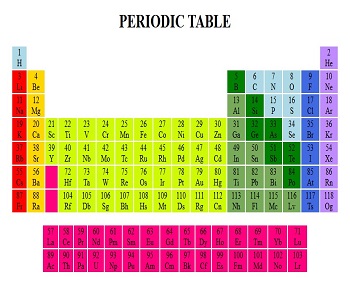 PERIODIC TABLE
1 2
H He
3 4 5 6 7 8 9 10
Li Be B C N O F Ne
11 12 13 14 15 16 17 18
Na Mg Al Si P S Cl Ar
19 20 21 22 23 24 25 26 27 28 29 30 31 32 33 34 35 36
K Ca Sc Ti V Cr Mn Fe Co Ni Cu Zn Ga Ge As Se Br Kr
37 38 39 40 41 42 43 44 45 46 47 48 49 50 51 52 53 54
Rb Sr Y Zr Nb Mo Tc Ru Rh Pd Ag Cd In Sn Sb Te I Xe
55 56 72 73 74 75 76 77 78 79 80 81 82 83 84 85 86
Cs Ba Hf Ta W Re Os Ir Pt Au Hg Tl Pb Bi Po At Rn
87 88 104 105 106 107 108 109 110 111 112 113 114 115 116 117 118
Fr Ra Rf Db Sg Bh Hs Mt Ds Rg Cn Nh Fl Mc Lv Ts Og
57 58 59 60 61 62 63 64 65 66 67 68 69 70 71
La Ce Pr Nd Pm Sm Eu Gd Tb Dy Ho Er Tm Yb Lu
89 90 91 92 93 94 95 96 97 98 99 100 101 102 103
Ac Th Pa U Np Pu Am Cm Bk Cf Es Fm Md No Lr